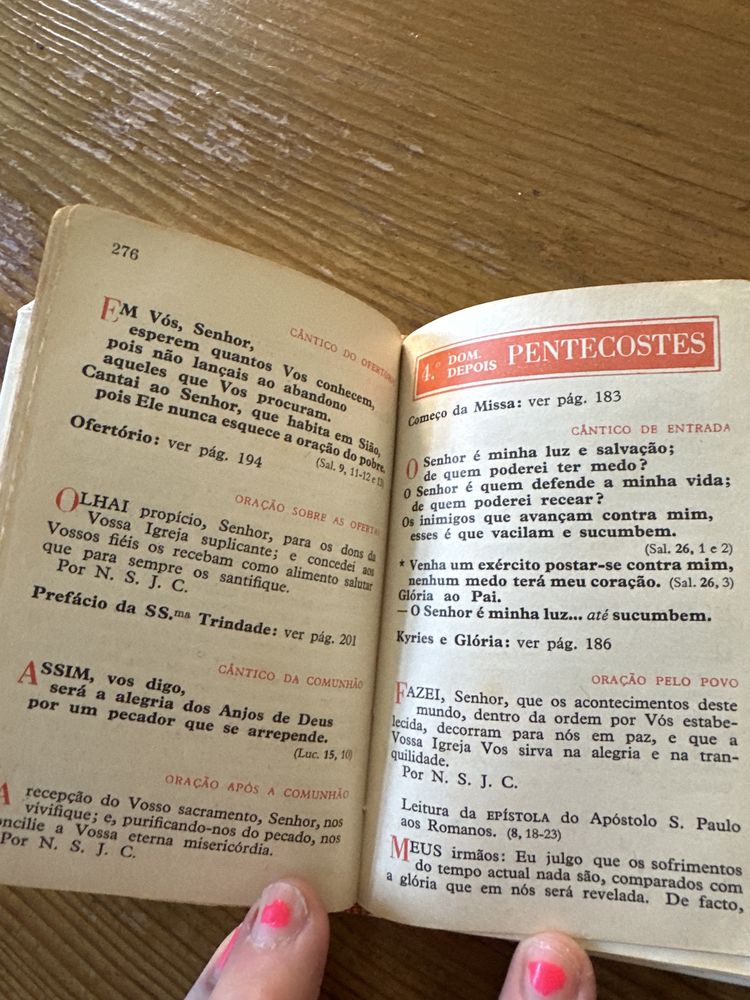 276
CÂNTICO DO OFERTÓRIO
EM Vós, Senhor,
esperem quantos Vos conhecem,
pois não lançais ao abandono
aqueles que Vos procuram.
Cantai ao Senhor, que habita em Sião,
pois Ele nunca esquece a oração do pobre.
(Sal. 9, 11-12 e 13)
Ofertório: ver pág. 194
ORAÇÃO SOBRE AS OFERTAS
OLHAI propício, Senhor, para os dons da
Vossa Igreja suplicante; e concedei aos
Vossos fiéis os recebam como alimento salutar
que para sempre os santifique.
Por N. S. J. C.
Prefácio da SS.ma Trindade: ver pág. 201
CÂNTICO DA COMUNHÃO
ASSIM, vos digo,
será a alegria dos Anjos de Deus
por um pecador que se arrepende.
(Luc. 15, 10)
ORAÇÃO APÓS A COMUNHÃO
A recepção do Vosso sacramento, Senhor, nos
vivifique; e, purificando-nos do pecado, nos
concilie a Vossa eterna misericórdia.
Por N. S. J. C.
4.º DOM. DEPOIS PENTECOSTES
Começo da Missa: ver pág. 183
CÂNTICO DE ENTRADA
O Senhor é minha luz e salvação;
de quem poderei ter medo?
O Senhor é quem defende a minha vida;
de quem poderei recear?
Os inimigos que avançam contra mim,
esses é que vacilam e sucumbem.
(Sal. 26, 1 e 2)
* Venha um exército postar-se contra mim,
nenhum medo terá meu coração. (Sal. 26, 3)
Glória ao Pai.
— O Senhor é minha luz... até sucumbem.
Kyries e Glória: ver pág. 186
ORAÇÃO PELO POVO
FAZEI, Senhor, que os acontecimentos deste
mundo, dentro da ordem por Vós estabe-
lecida, decorram para nós em paz, e que a
Vossa Igreja Vos sirva na alegria e na tran-
quilidade.
Por N. S. J. C.
Leitura da EPÍSTOLA do Apóstolo S. Paulo
aos Romanos. (8, 18-23)
MEUS irmãos: Eu julgo que os sofrimentos
do tempo actual nada são, comparados com
a glória que em nós será revelada. De facto,